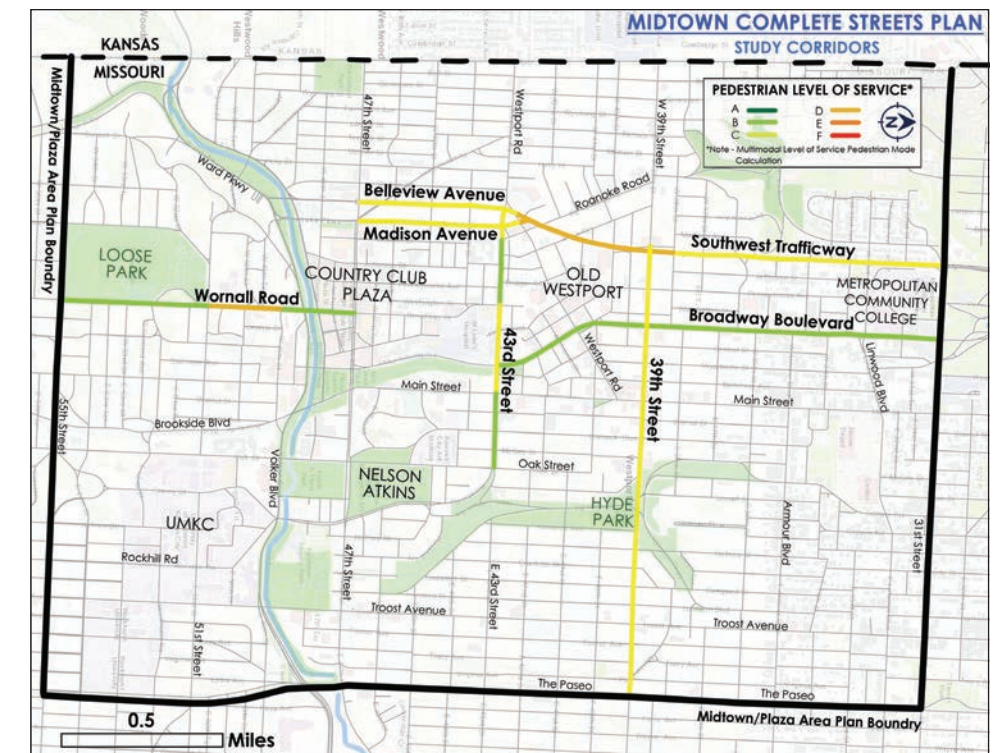 MIDTOWN COMPLETE STREETS PLAN
STUDY CORRIDORS
KANSAS
MISSOURI
PEDESTRIAN LEVEL OF SERVICE*
A
B
C
D
E
F
Z
*Note - Multimodal Level of Service Pedestrian Mode
Calculation
Midtown/Plaza Area Plan Boundry
47th Street
Westport Rd
W 39th Street
Ward Pkwy
Belleview Avenue
Roanoke Road
Madison Avenue
Southwest Trafficway
LOOSE
PARK
COUNTRY CLUB
PLAZA
OLD
WESTPORT
METROPOLITAN
COMMUNITY
COLLEGE
Wornall Road
Broadway Boulevard
43rd Street
Westport Rd
39th Street
Linwood Blvd
Main Street
Main Street
55th Street
Brookside Blvd
Volker Blvd
Oak Street
NELSON
ATKINS
HYDE
PARK
UMKC
Armour Blvd
31st Street
Rockhill Rd
47th Street
E 43rd Street
Troost Avenue
Troost Avenue
51st Street
The Paseo
The Paseo
Midtown/Plaza Area Plan Boundry
0.5
Miles